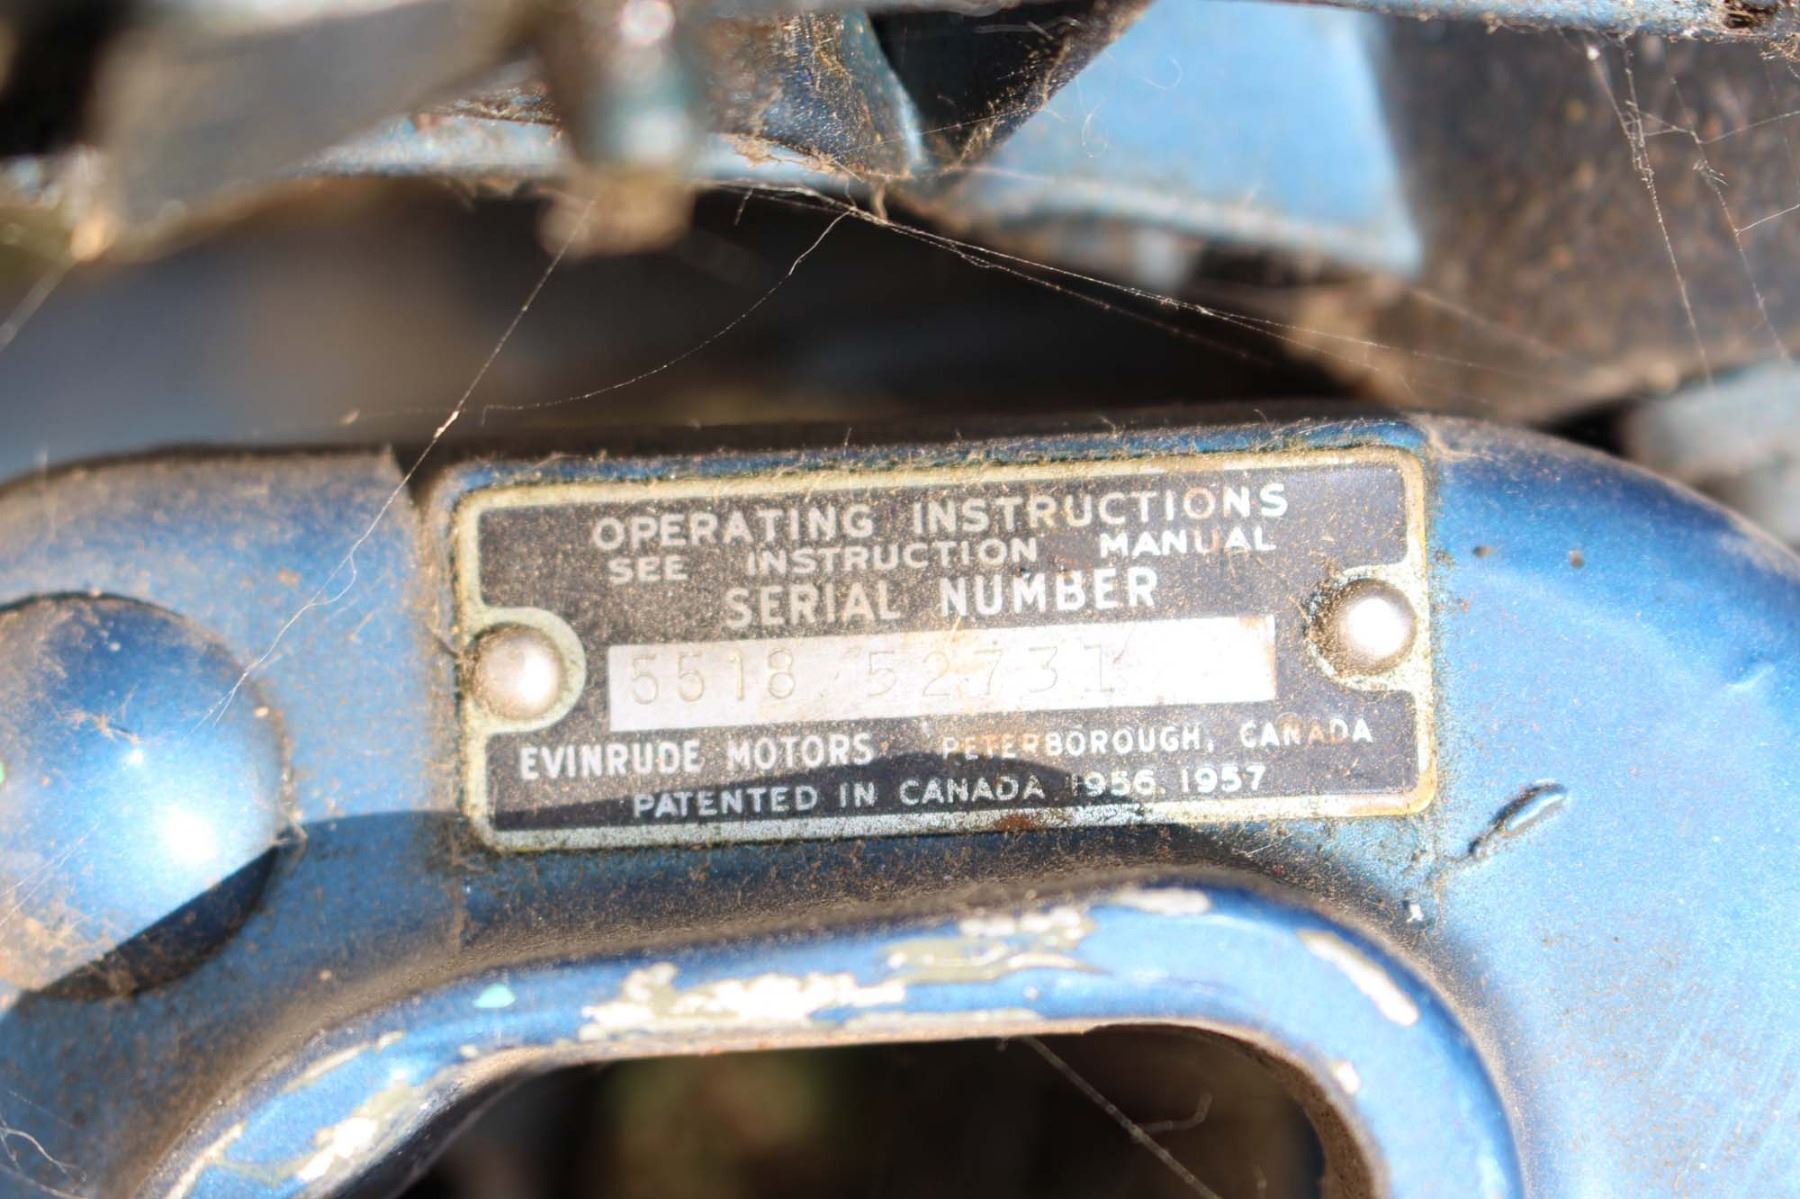 OPERATING INSTRUCTIONS
SEE INSTRUCTION MANUAL
SERIAL NUMBER
5518 52731
EVINRUDE MOTORS PETERBOROUGH, CANADA
PATENTED IN CANADA 1956, 1957